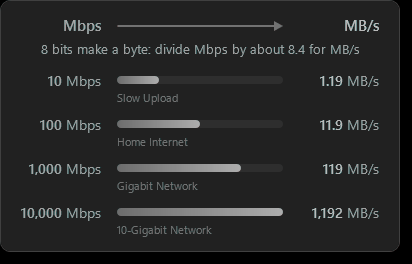 Mbps MB/s
8 bits make a byte: divide Mbps by about 8.4 for MB/s
10 Mbps 1.19 MB/s
Slow Upload
100 Mbps 11.9 MB/s
Home Internet
1,000 Mbps 119 MB/s
Gigabit Network
10,000 Mbps 1,192 MB/s
10-Gigabit Network